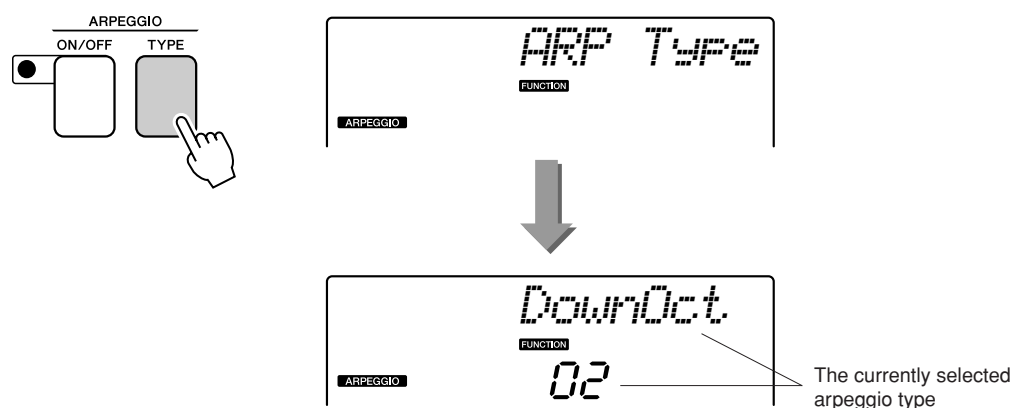 ARPEGGIO
ON/OFF TYPE
ARP Type
FUNCTION
ARPEGGIO
DownOct
FUNCTION
ARPEGGIO
02
The currently selected
arpeggio type